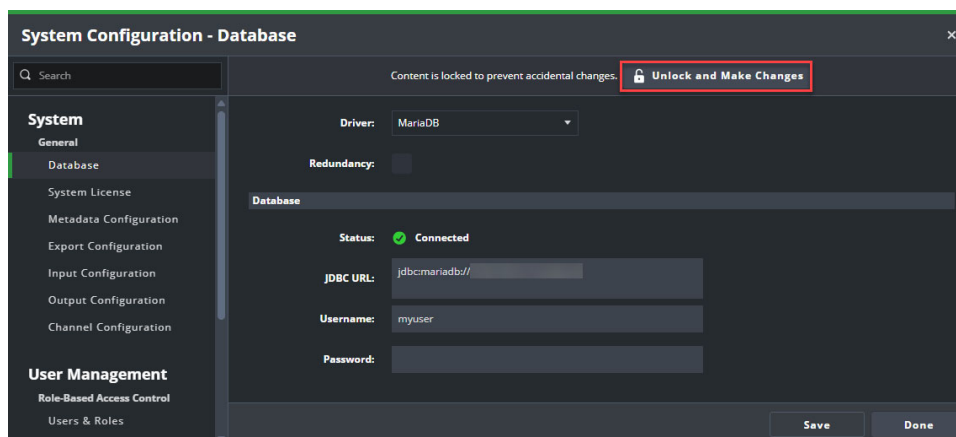 System Configuration - Database
Search
Content is locked to prevent accidental changes. Unlock and Make Changes
System
General
Database
System License
Metadata Configuration
Export Configuration
Input Configuration
Output Configuration
Channel Configuration
User Management
Role-Based Access Control
Users & Roles
Driver: MariaDB
Redundancy:
Database
Status: Connected
JDBC URL: jdbc:mariadb://
Username: myuser
Password:
Save Done